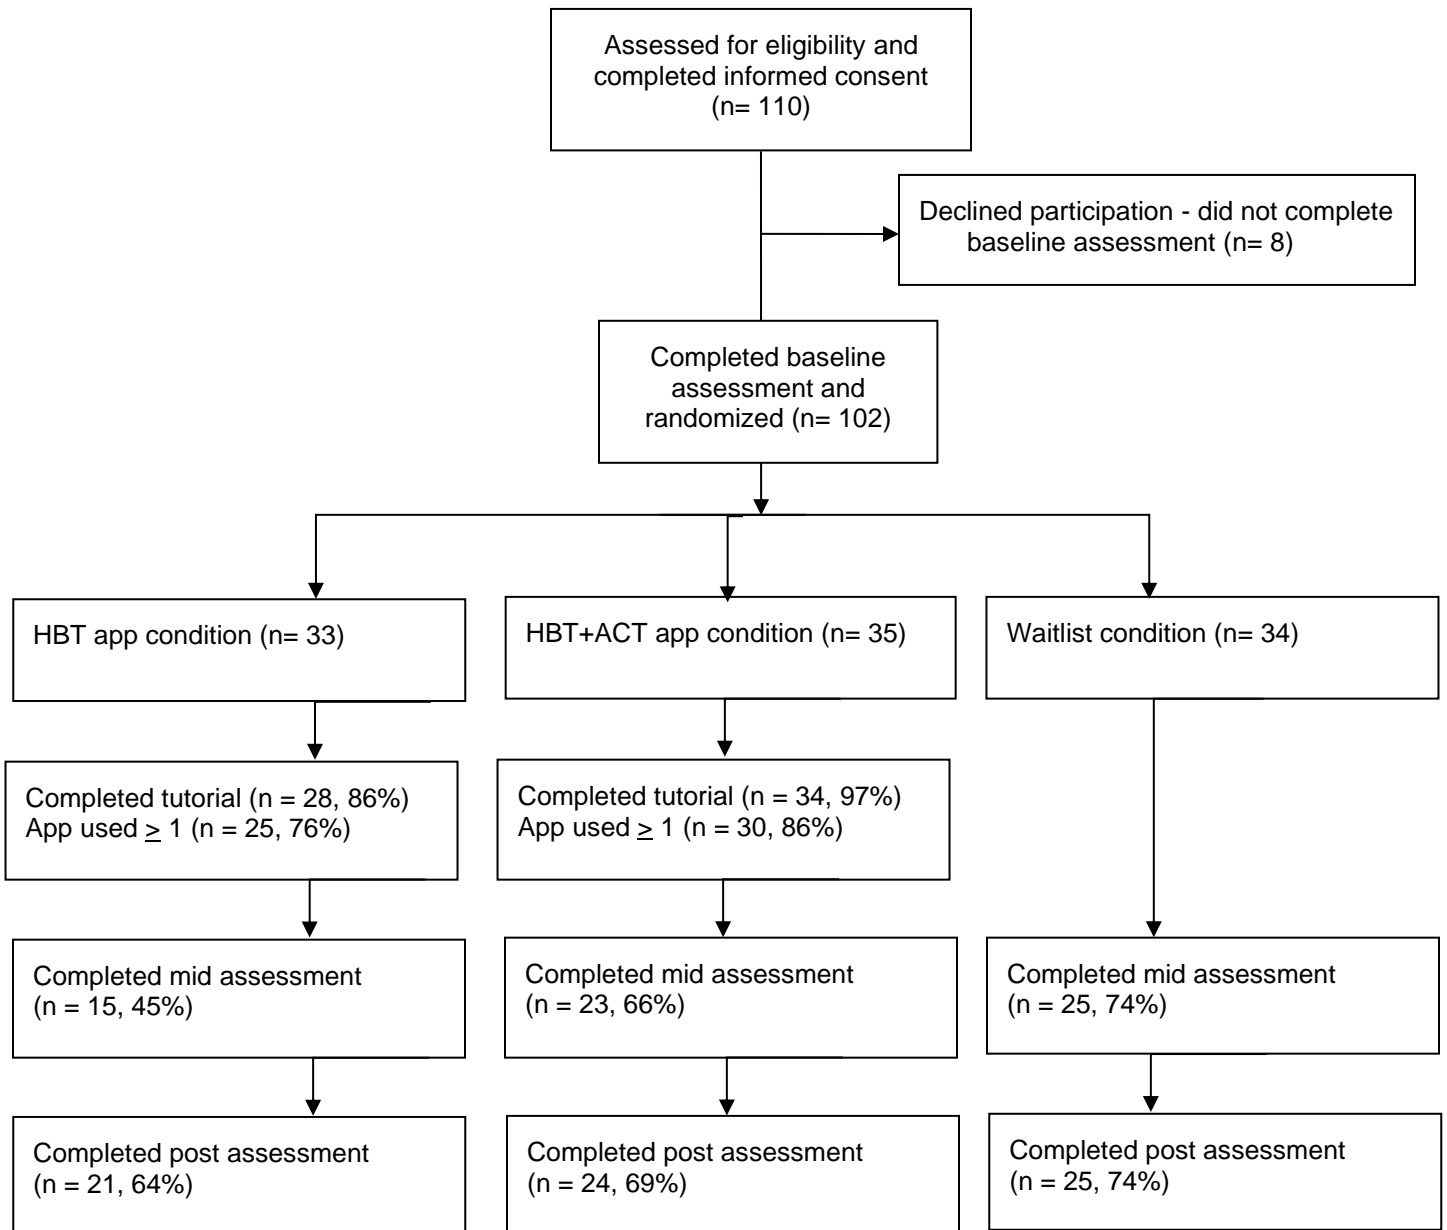 Assessed for eligibility and
completed informed consent
(n= 110)
Declined participation - did not complete
baseline assessment (n= 8)
Completed baseline
assessment and
randomized (n= 102)
HBT app condition (n= 33)
HBT+ACT app condition (n= 35)
Waitlist condition (n= 34)
Completed tutorial (n = 28, 86%)
App used ≥ 1 (n = 25, 76%)
Completed tutorial (n = 34, 97%)
App used ≥ 1 (n = 30, 86%)
Completed mid assessment
(n = 15, 45%)
Completed mid assessment
(n = 23, 66%)
Completed mid assessment
(n = 25, 74%)
Completed post assessment
(n = 21, 64%)
Completed post assessment
(n = 24, 69%)
Completed post assessment
(n = 25, 74%)